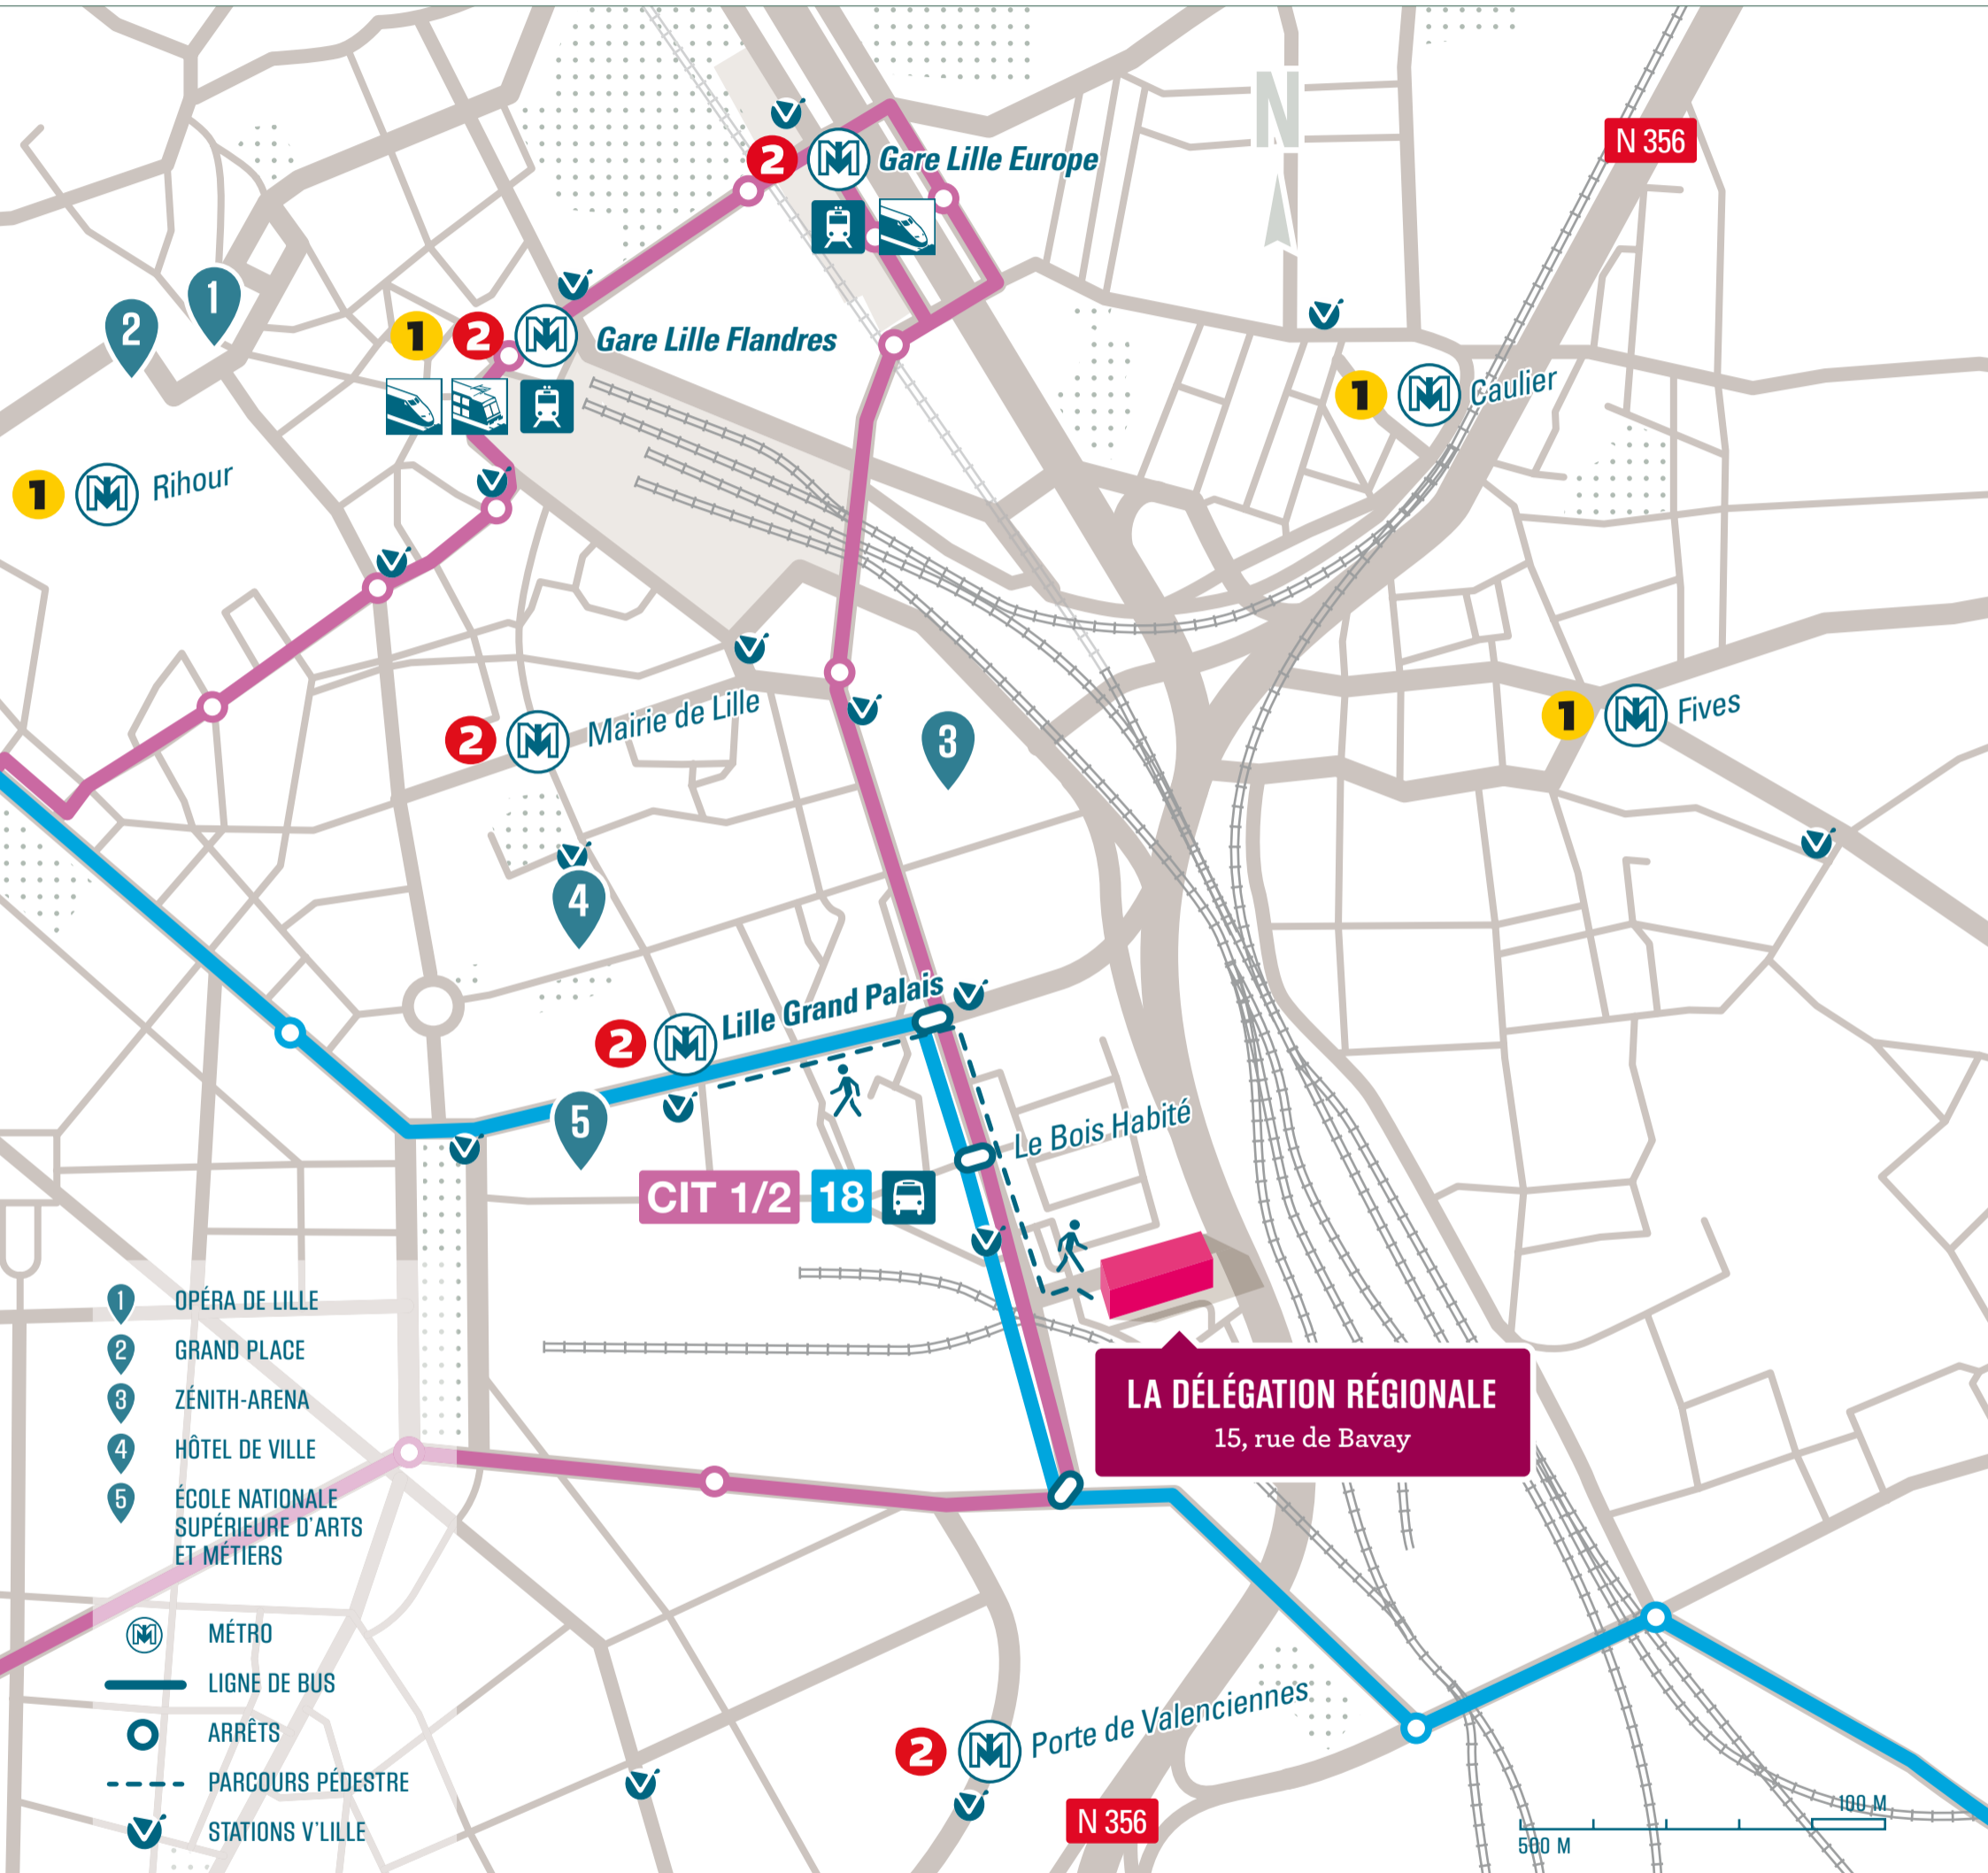 N
N 356
2
Gare Lille Europe
1
2
1 2
Gare Lille Flandres
1
Caulier
1
Rihour
2
Mairie de Lille
3
1
Fives
4
2
Lille Grand Palais
5
Le Bois Habité
CIT 1/2
18
LA DÉLÉGATION RÉGIONALE
15, rue de Bavay
1 OPÉRA DE LILLE
2 GRAND PLACE
3 ZÉNITH-ARENA
4 HÔTEL DE VILLE
5 ÉCOLE NATIONALE
SUPÉRIEURE D'ARTS
ET MÉTIERS
MÉTRO
LIGNE DE BUS
ARRÊTS
PARCOURS PÉDESTRE
STATIONS V'LILLE
2
Porte de Valenciennes
N 356
100 M
500 M